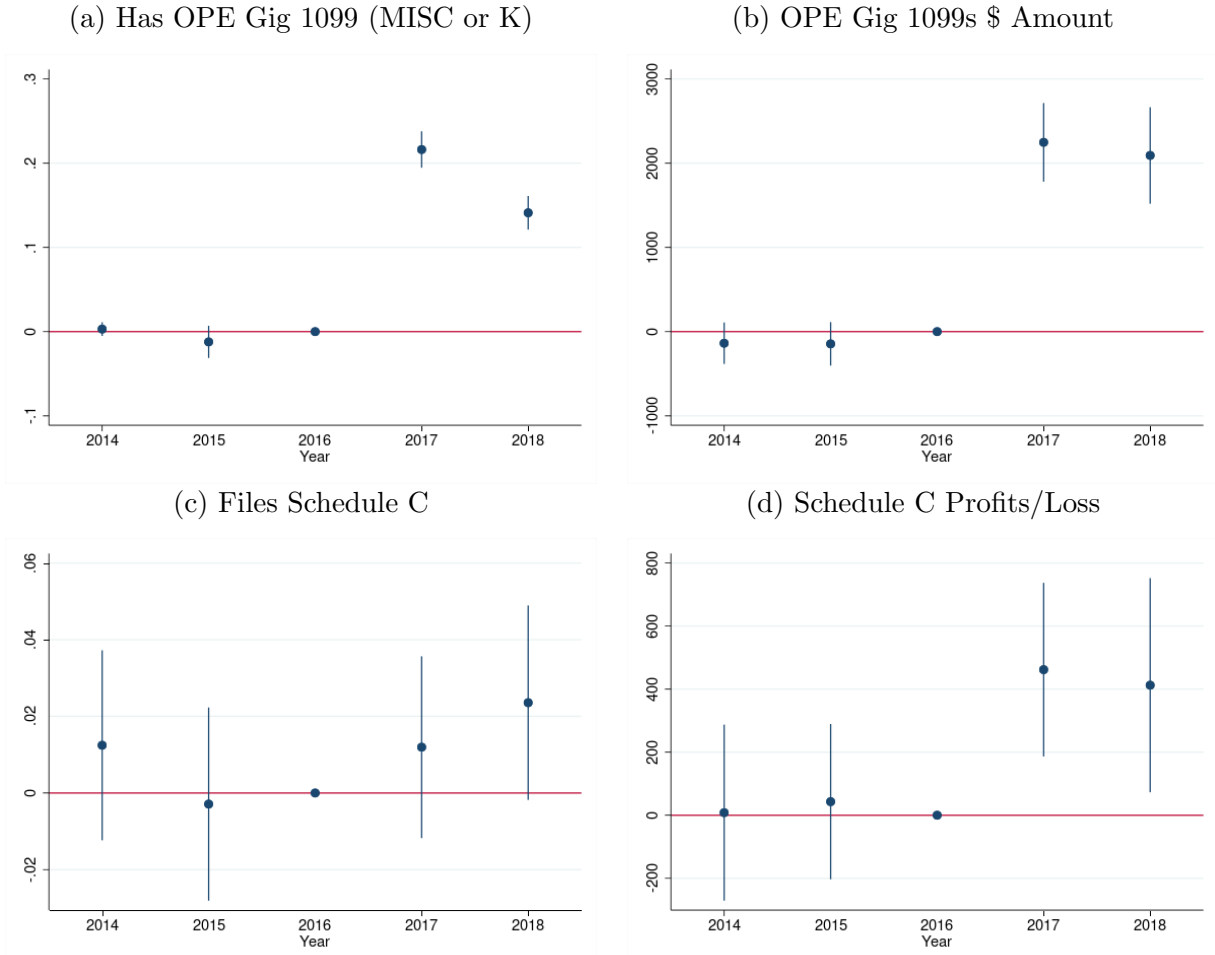 (a) Has OPE Gig 1099 (MISC or K)
.3
.2
.1
0
-.1
2014 2015 2016 2017 2018
Year
(b) OPE Gig 1099s $ Amount
3000
2000
1000
0
-1000
2014 2015 2016 2017 2018
Year
(c) Files Schedule C
.06
.04
.02
0
-.02
2014 2015 2016 2017 2018
Year
(d) Schedule C Profits/Loss
800
600
400
200
0
-200
2014 2015 2016 2017 2018
Year